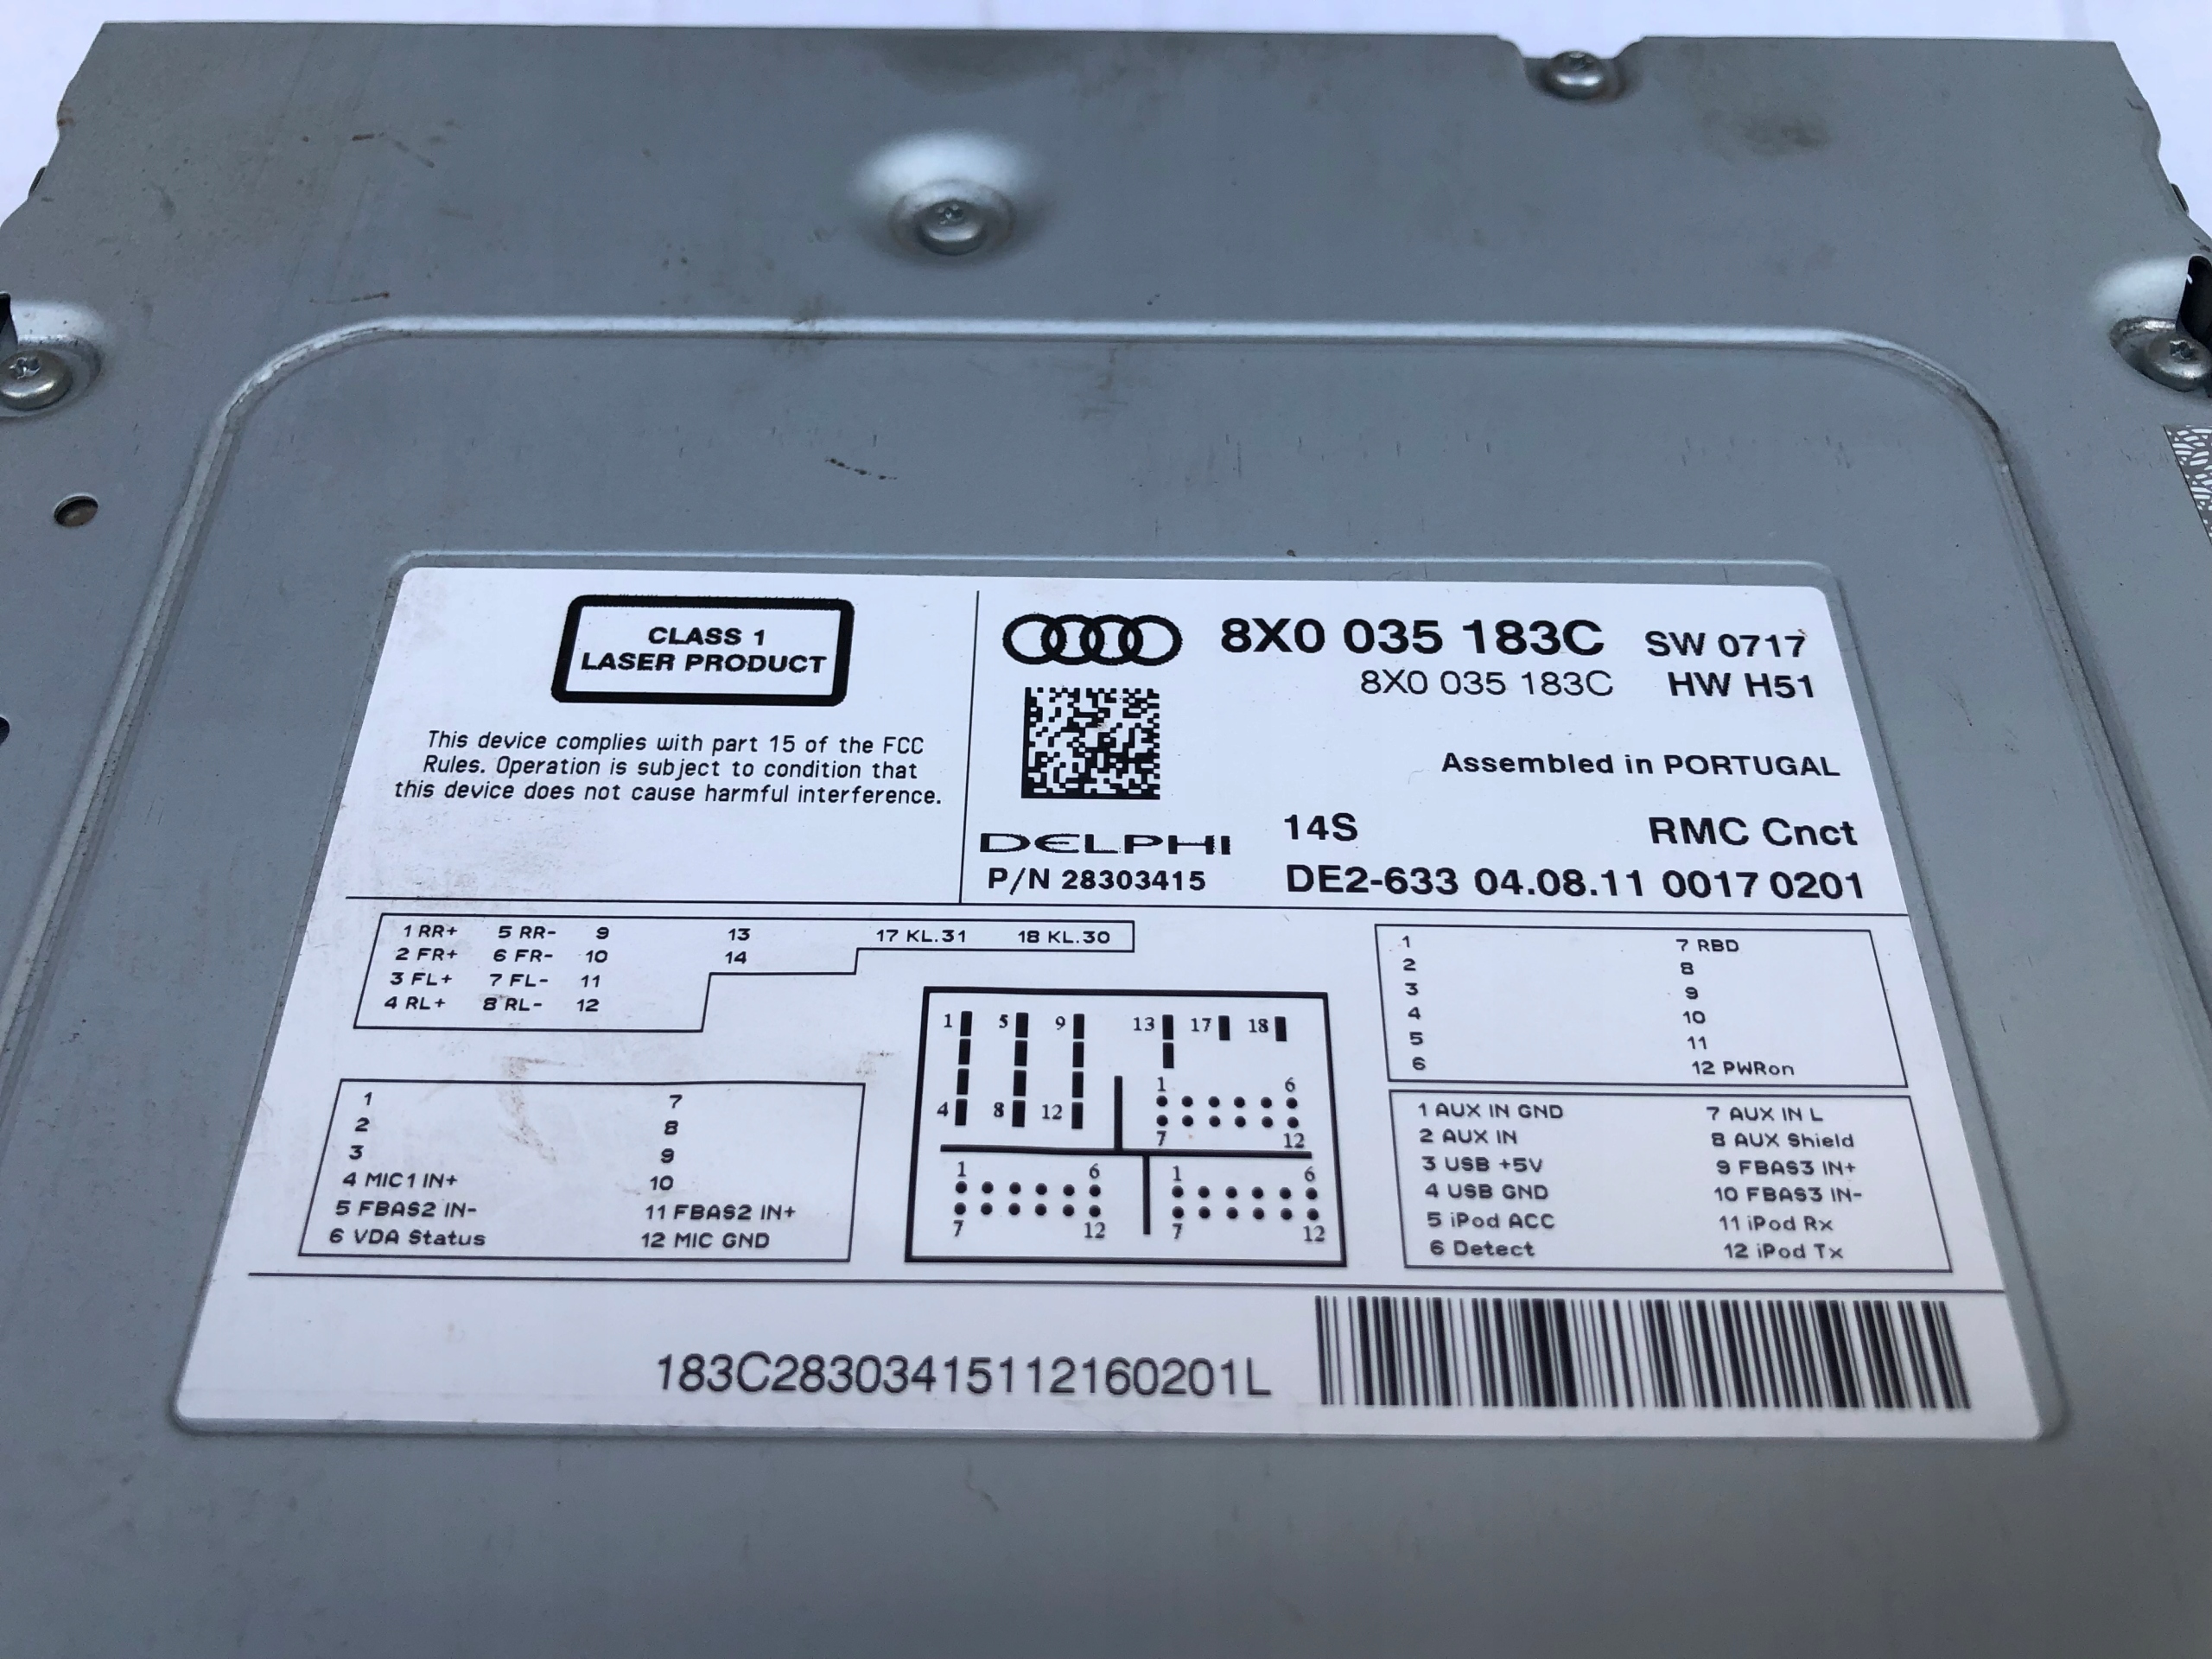 CLASS 1
LASER PRODUCT
This device complies with part 15 of the FCC
Rules. Operation is subject to condition that
this device does not cause harmful interference.
8X0 035 183C SW 0717
8X0 035 183C HW H51
Assembled in PORTUGAL
DELPHI 14S RMC Cnct
P/N 28303415 DE2-633 04.08.11 0017 0201
1 RR+ 5 RR- 9 13 17 KL.31 18 KL.30
2 FR+ 6 FR- 10 14
3 FL+ 7 FL- 11
4 RL+ 8 RL- 12
1 7
2 8
3 9
4 MIC1 IN+ 10
5 FBAS2 IN- 11 FBAS2 IN+
6 VDA Status 12 MIC GND
1 5 9 13 17 18
4 8 12
1 6
7 12
1 6
7 12
1 6
7 12
1 7 RBD
2 8
3 9
4 10
5 11
6 12 PWRon
1 AUX IN GND 7 AUX IN L
2 AUX IN 8 AUX Shield
3 USB +5V 9 FBAS3 IN+
4 USB GND 10 FBAS3 IN-
5 iPod ACC 11 iPod Rx
6 Detect 12 iPod Tx
183C28303415112160201L